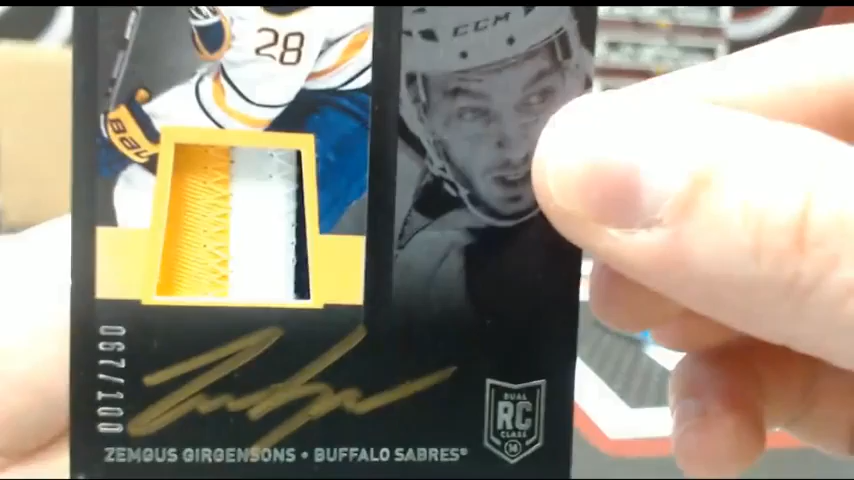 28
CCM
Bau
067/100
ZEMGUS GIRGENSONS • BUFFALO SABRES
DUAL
RC
CLASS